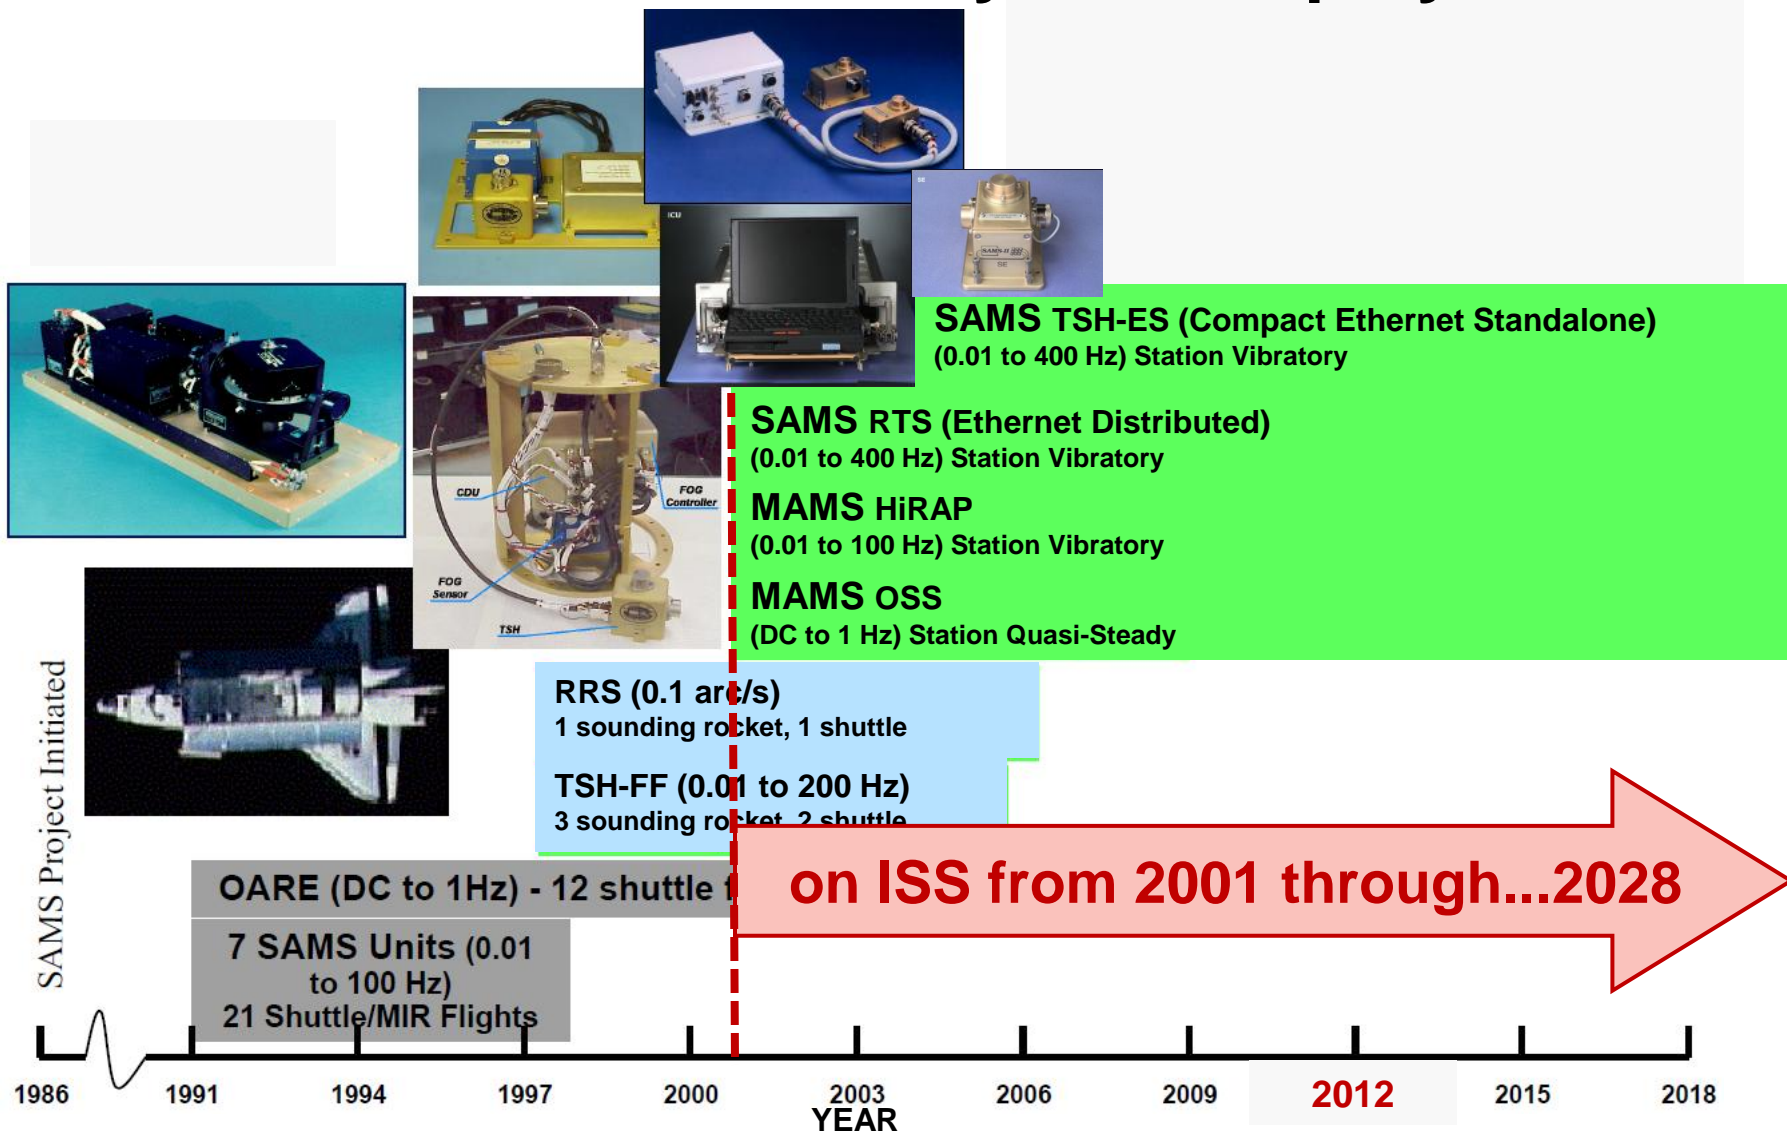 ICU
SE
SAMS-II
SE
CDU
FOG
Controller
FOG
Sensor
TSH
SAMS TSH-ES (Compact Ethernet Standalone)
(0.01 to 400 Hz) Station Vibratory
SAMS RTS (Ethernet Distributed)
(0.01 to 400 Hz) Station Vibratory
MAMS HiRAP
(0.01 to 100 Hz) Station Vibratory
MAMS OSS
(DC to 1 Hz) Station Quasi-Steady
SAMS Project Initiated
RRS (0.1 arc/s)
1 sounding rocket, 1 shuttle
TSH-FF (0.01 to 200 Hz)
3 sounding rocket, 2 shuttle
OARE (DC to 1Hz) - 12 shuttle
on ISS from 2001 through...2028
7 SAMS Units (0.01
to 100 Hz)
21 Shuttle/MIR Flights
1986 1991 1994 1997 2000 2003 2006 2009 2012 2015 2018
YEAR